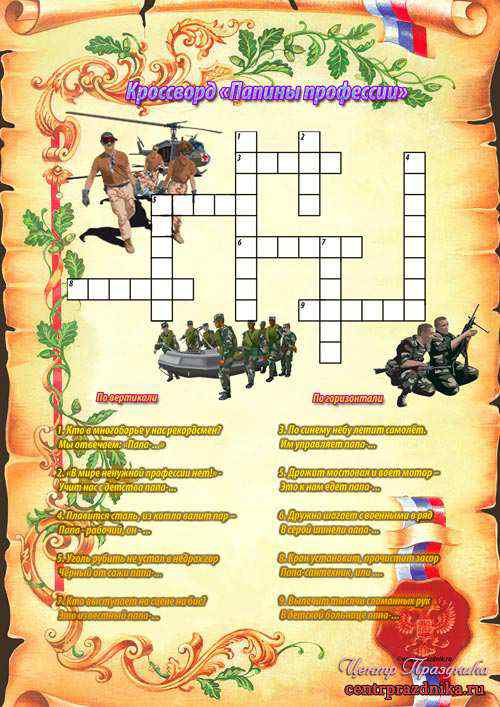 Кроссворд «Папины профессии»
1 2
3 4
5
6 7
8 9
По вертикали
1. Кто в многоборье у нас рекордсмен?
Мы отвечаем: «Папа-...»
2. «В мире ненужной профессии нет!» -
Учит нас с детства папа-...
4. Плавится сталь, из котла валит пар -
Папа - рабочий, он -...
5. Уголь рубить не устал в недрах гор
Чёрный от сажи папа-...
7. Кто выступает на сцене на бис?
Это известный папа-...
По горизонтали
3. По синему небу летит самолёт.
Им управляет папа-...
5. Дрожит мостовая и воет мотор -
Это к нам едет папа-...
6. Дружно шагает с военными в ряд
В серой шинели папа-...
8. Кран установит, прочистит засор
Папа-сантехник, или ....
9. Вылечит тысячи сломанных рук
В детской больнице папа-...
Центр Праздника
centrprazdnika.ru